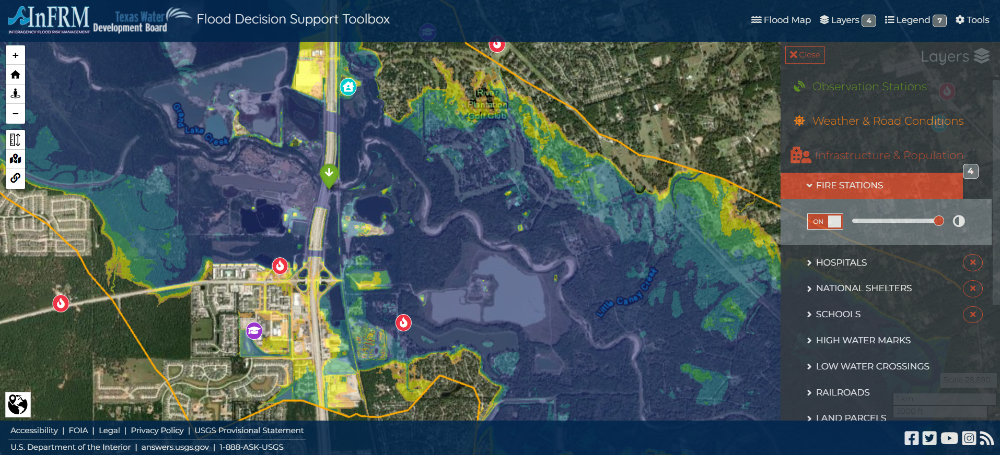 InFRM
INTERAGENCY FLOOD RISK MANAGEMENT
Texas Water
Development Board
Flood Decision Support Toolbox
Flood Map
Layers 4
Legend 7
Tools
+
−
Close
Layers
Observation Stations
Weather & Road Conditions
Infrastructure & Population
4
FIRE STATIONS
ON
HOSPITALS
NATIONAL SHELTERS
SCHOOLS
HIGH WATER MARKS
LOW WATER CROSSINGS
RAILROADS
LAND PARCELS
Scale 28,890
1 km
3000 ft
Grand Lake Creek
River
Plantation
Golf Club
Little Caney Creek
Accessibility | FOIA | Legal | Privacy Policy | USGS Provisional Statement
U.S. Department of the Interior | answers.usgs.gov | 1-888-ASK-USGS